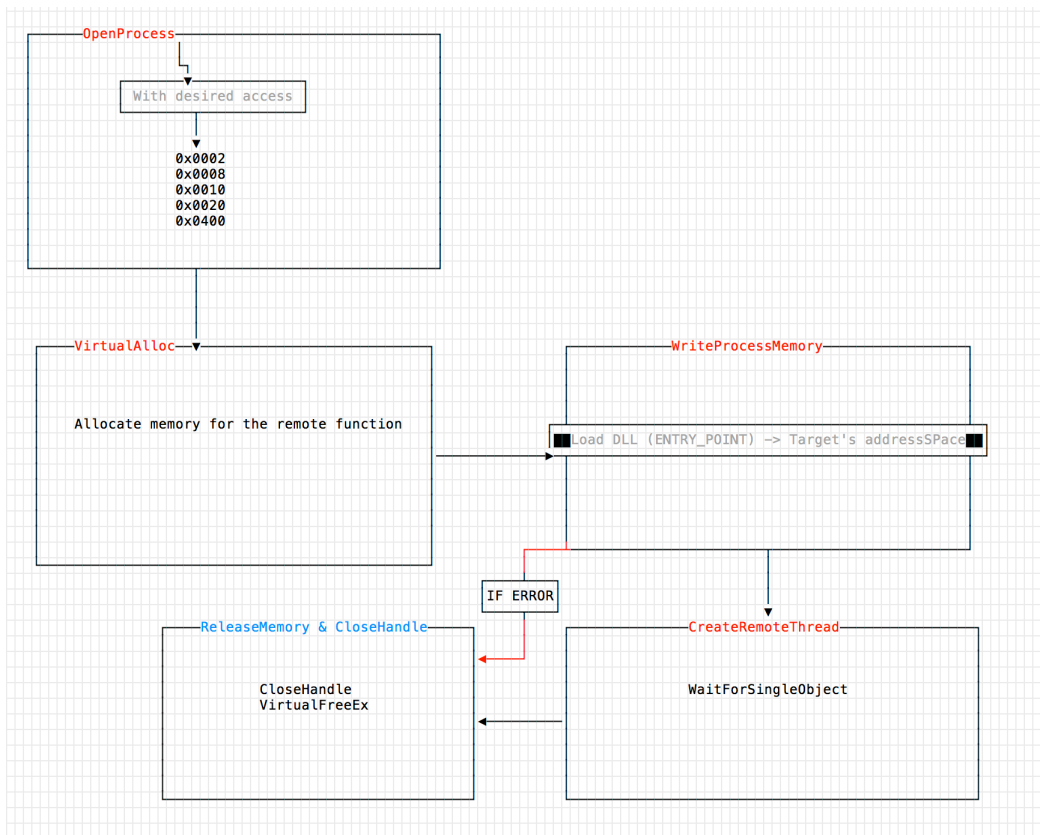 OpenProcess
With desired access
0x0002
0x0008
0x0010
0x0020
0x0400
VirtualAlloc
Allocate memory for the remote function
WriteProcessMemory
Load DLL (ENTRY_POINT) –> Target's addressSPace
IF ERROR
ReleaseMemory & CloseHandle
CloseHandle
VirtualFreeEx
CreateRemoteThread
WaitForSingleObject